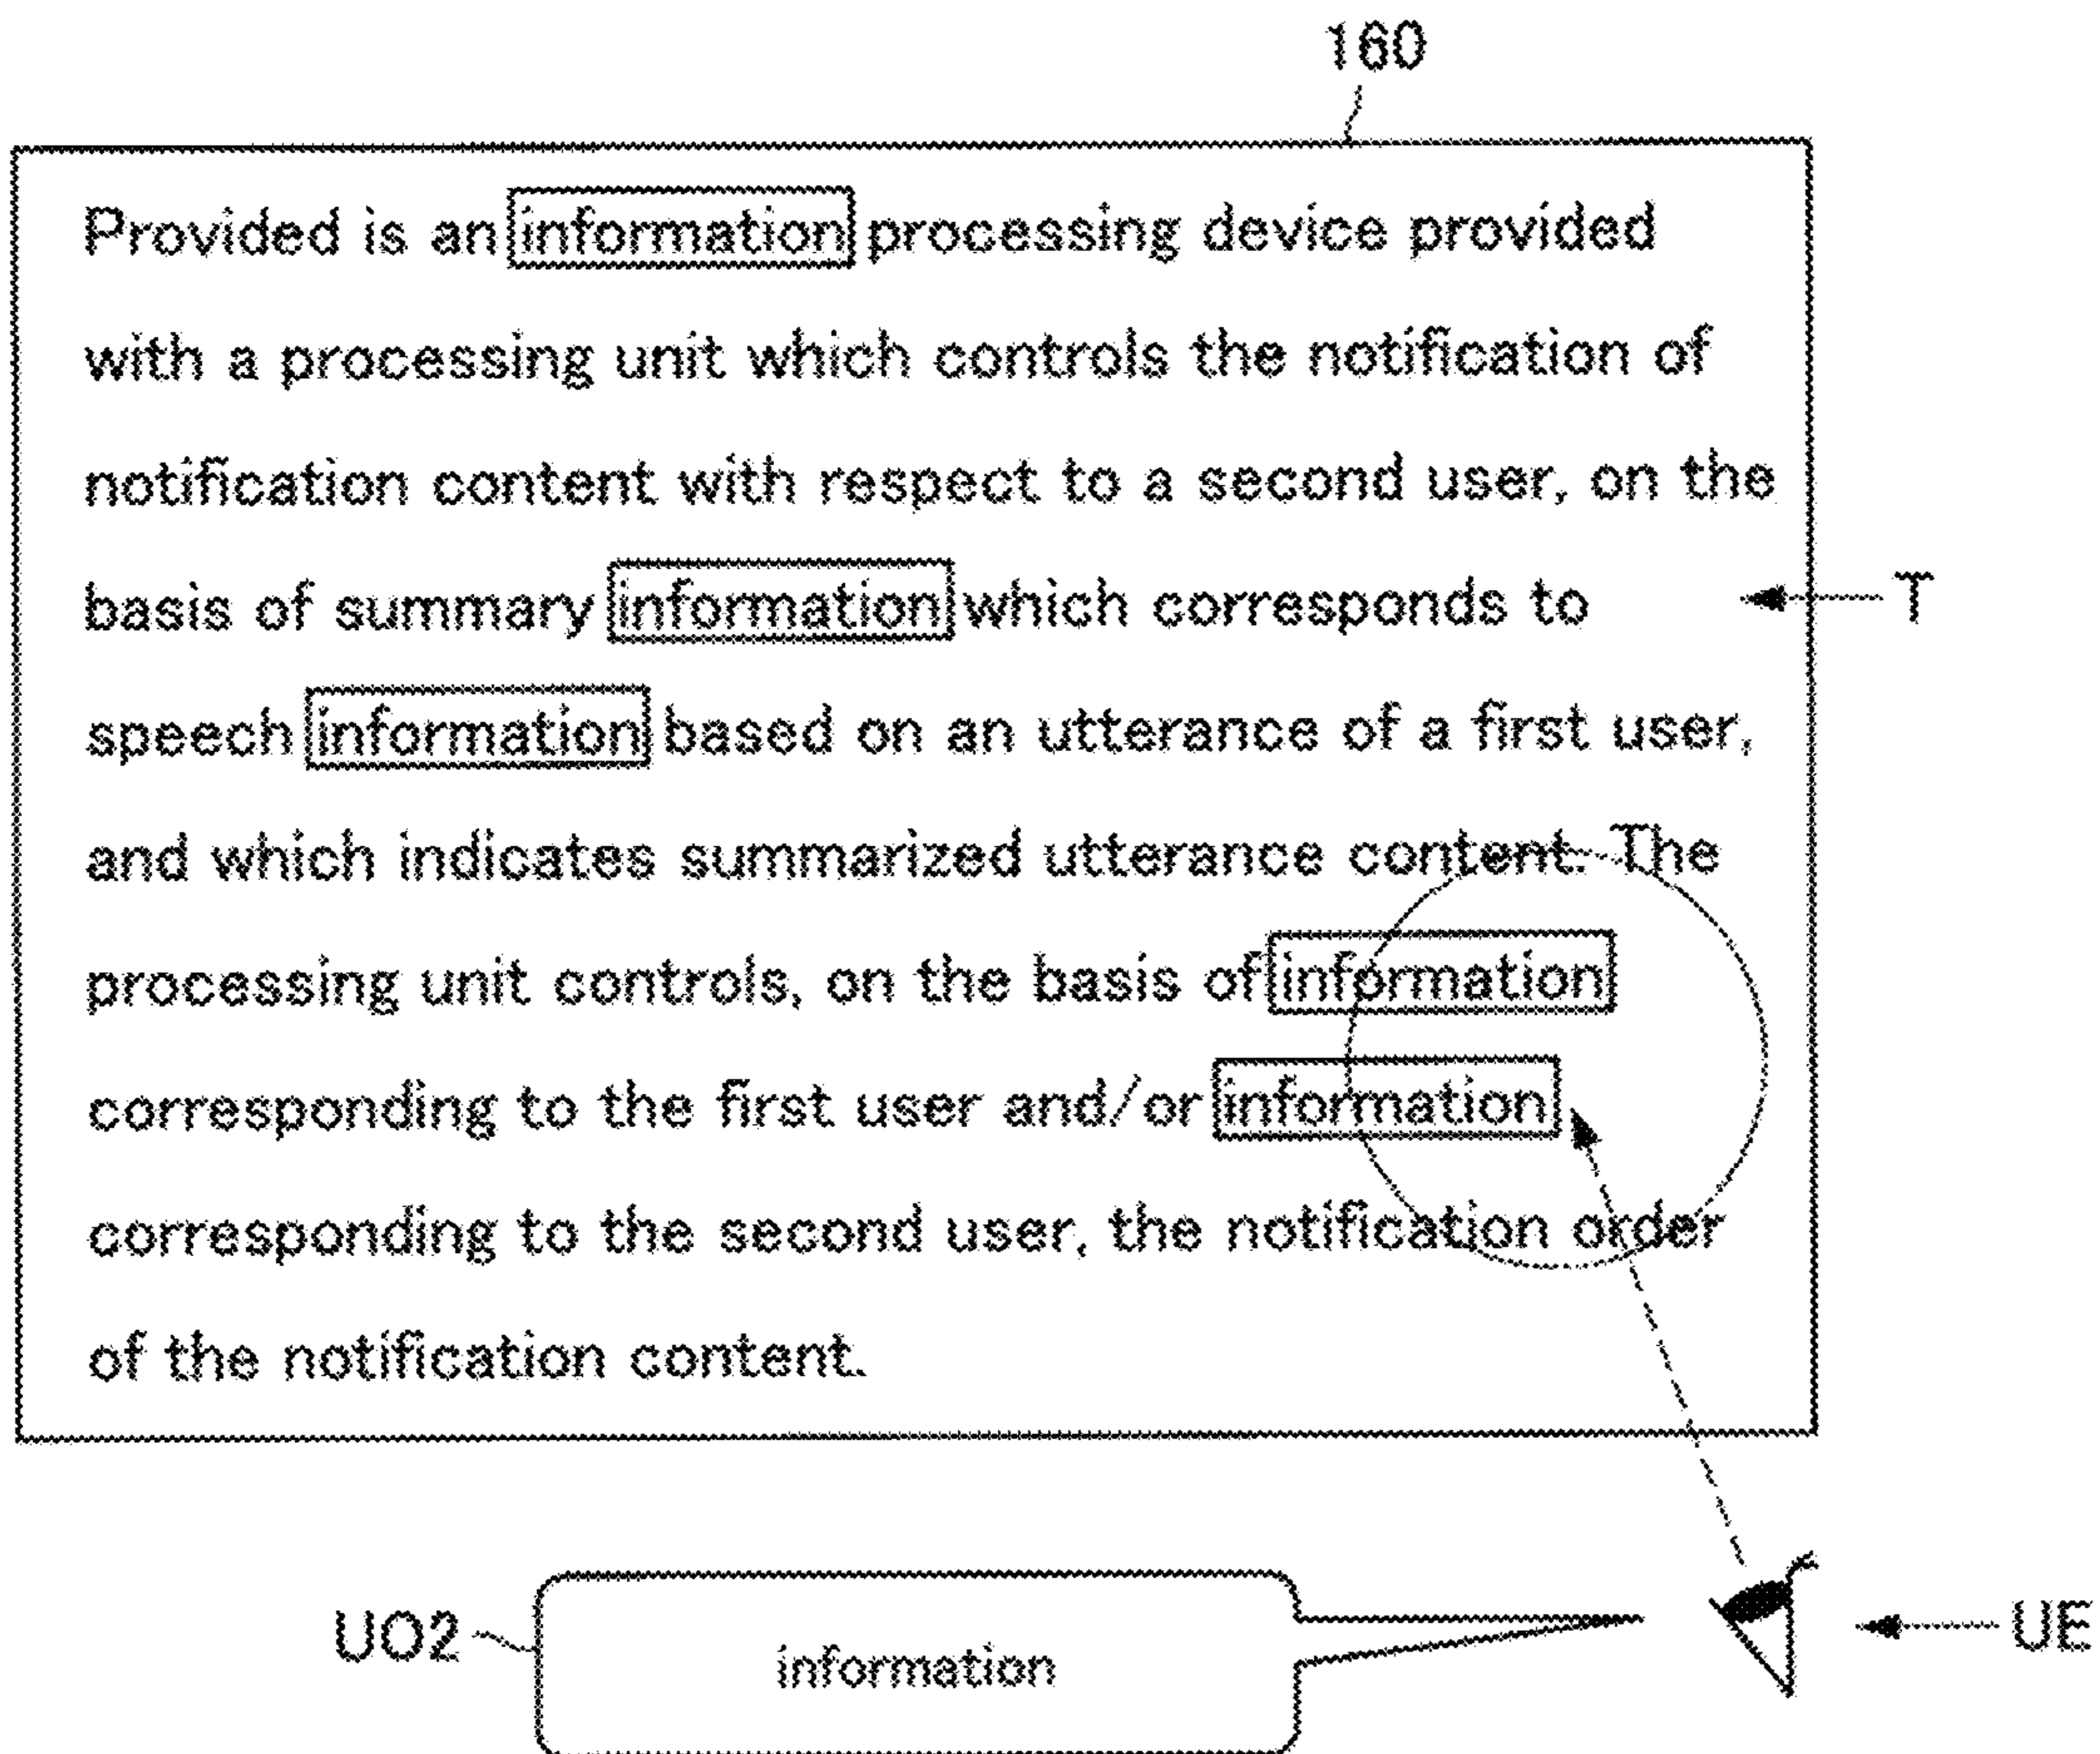 160
Provided is an information processing device provided
with a processing unit which controls the notification of
notification content with respect to a second user, on the
basis of summary information which corresponds to
T
speech information based on an utterance of a first user,
and which indicates summarized utterance content. The
processing unit controls, on the basis of information
corresponding to the first user and/or information
corresponding to the second user, the notification order
of the notification content.
UO2
information
UE